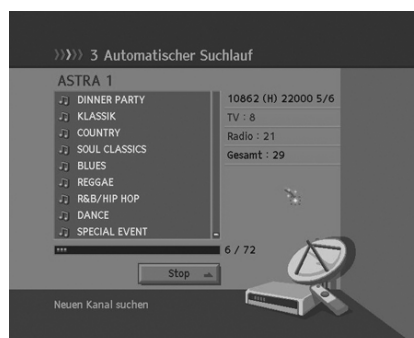 》》》 3 Automatischer Suchlauf
ASTRA 1
DINNER PARTY
KLASSIK
COUNTRY
SOUL CLASSICS
BLUES
REGGAE
R&B/HIP HOP
DANCE
SPECIAL EVENT
10862 (H) 22000 5/6
TV : 8
Radio : 21
Gesamt : 29
6 / 72
Stop
Neuen Kanal suchen